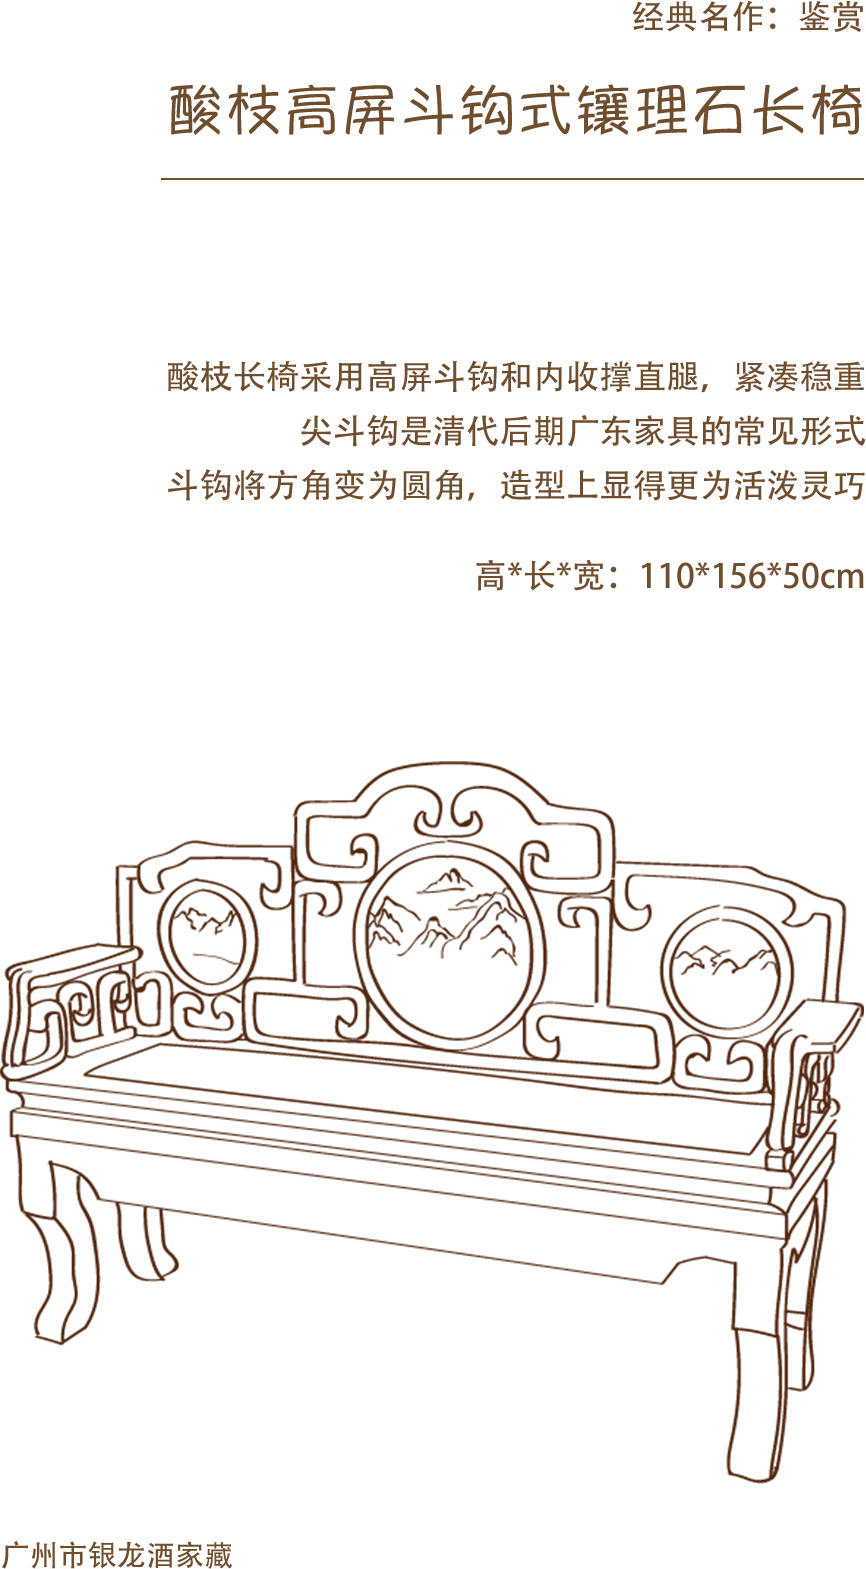 经典名作：鉴赏
酸枝高屏斗钩式镶理石长椅
酸枝长椅采用高屏斗钩和内收撑直腿，紧凑稳重
尖斗钩是清代后期广东家具的常见形式
斗钩将方角变为圆角，造型上显得更为活泼灵巧
高*长*宽：110*156*50cm
广州市银龙酒家藏